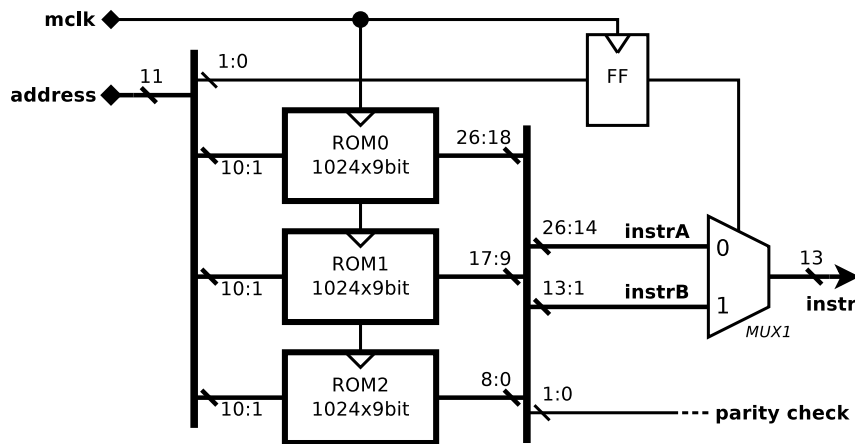 mclk
1:0
11
address
FF
ROM0
1024x9bit
10:1
26:18
26:14
instrA
0
13
instr
ROM1
1024x9bit
10:1
17:9
13:1
instrB
1
MUX1
ROM2
1024x9bit
10:1
8:0
1:0
parity check